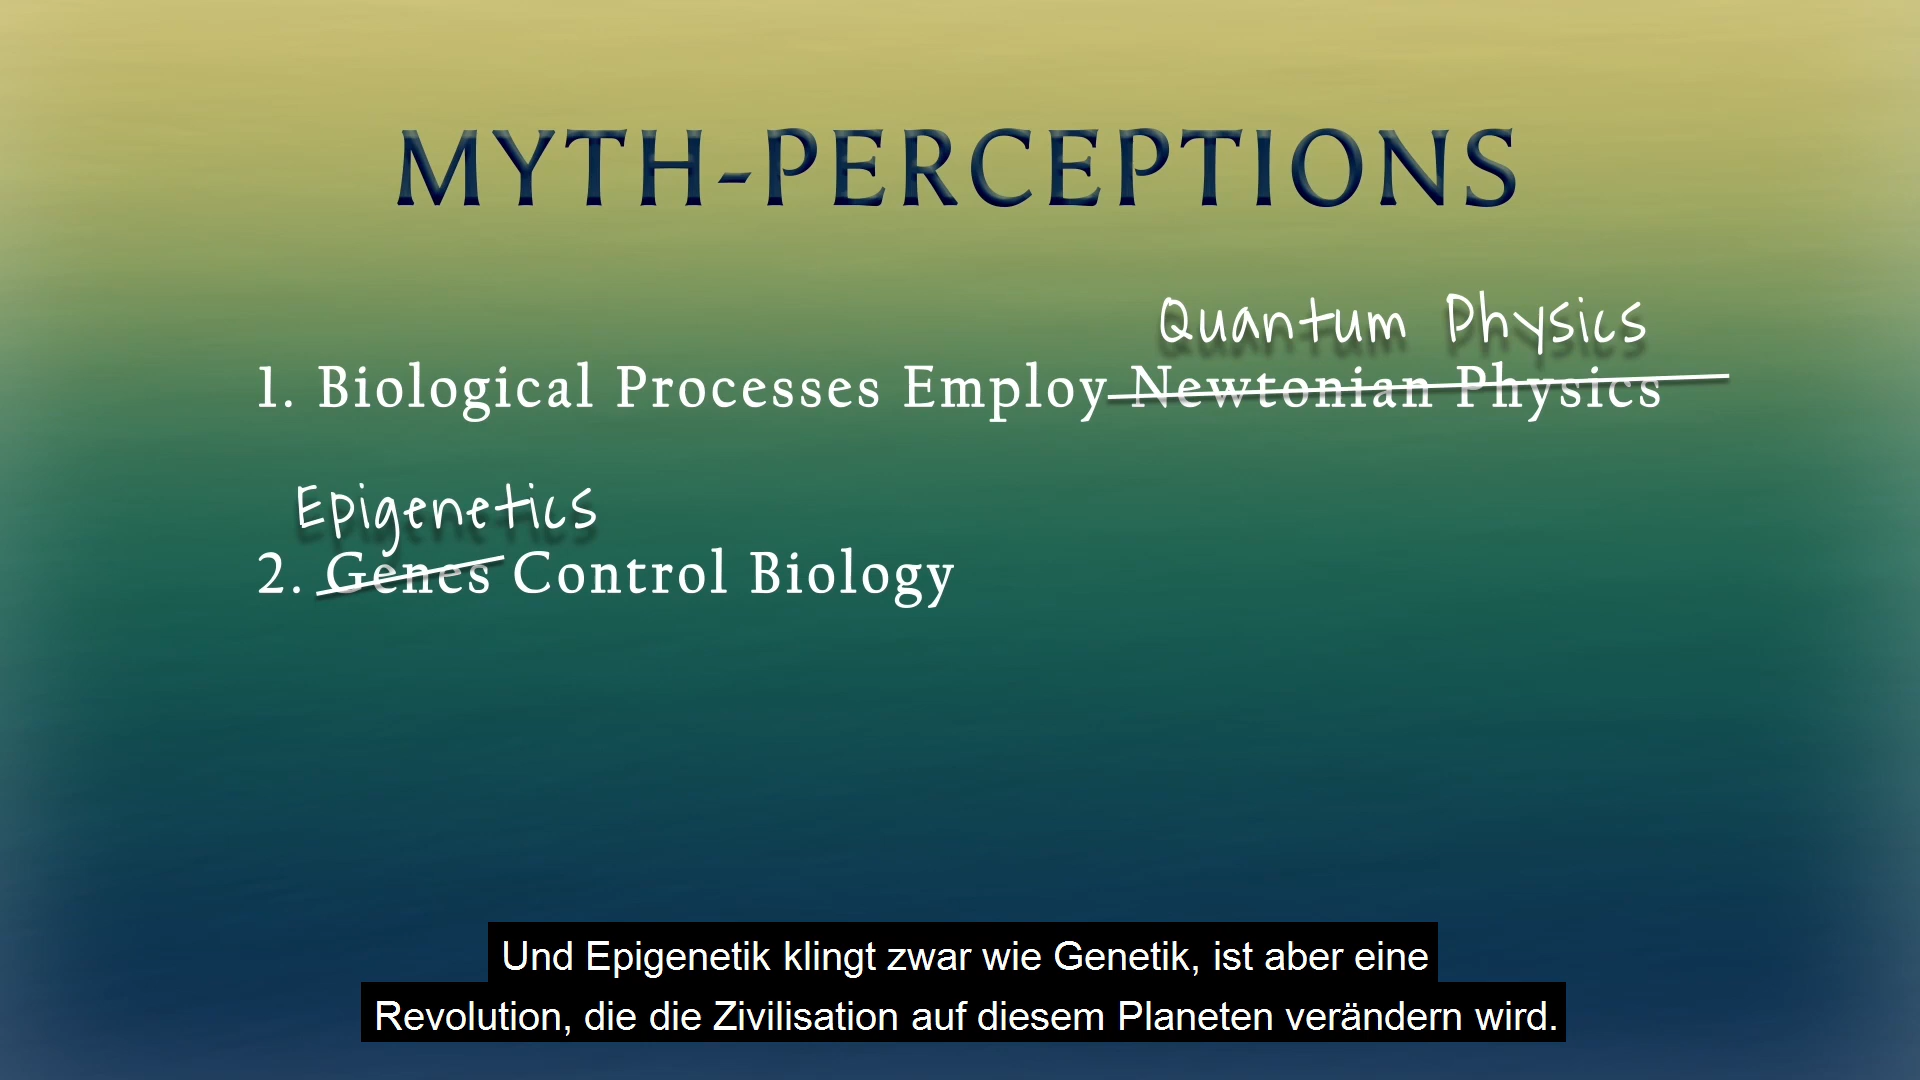 MYTH-PERCEPTIONS
Quantum Physics
1. Biological Processes Employ Newtonian Physics
Epigenetics
2. Genes Control Biology
Und Epigenetik klingt zwar wie Genetik, ist aber eine
Revolution, die die Zivilisation auf diesem Planeten verändern wird.